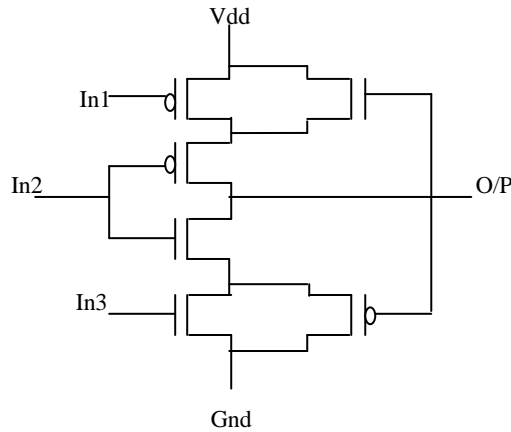 Vdd
In1
In2
O/P
In3
Gnd